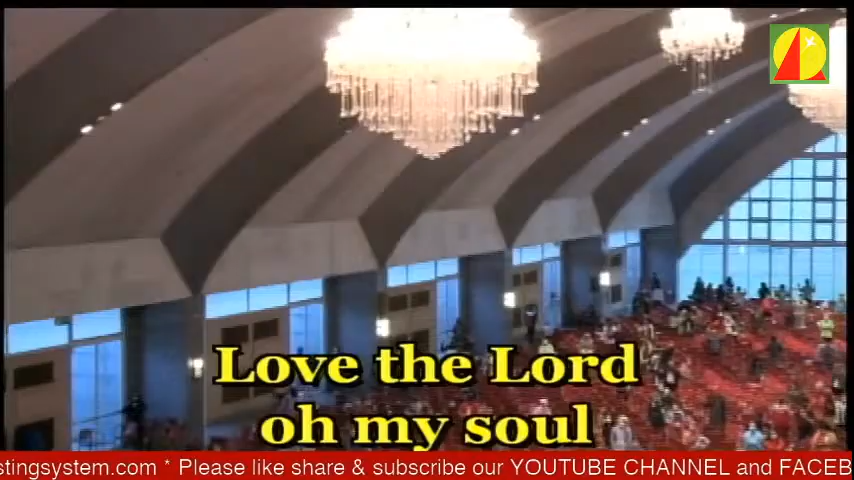 Love the Lord
oh my soul
stingsystem.com * Please like share & subscribe our YOUTUBE CHANNEL and FACEB